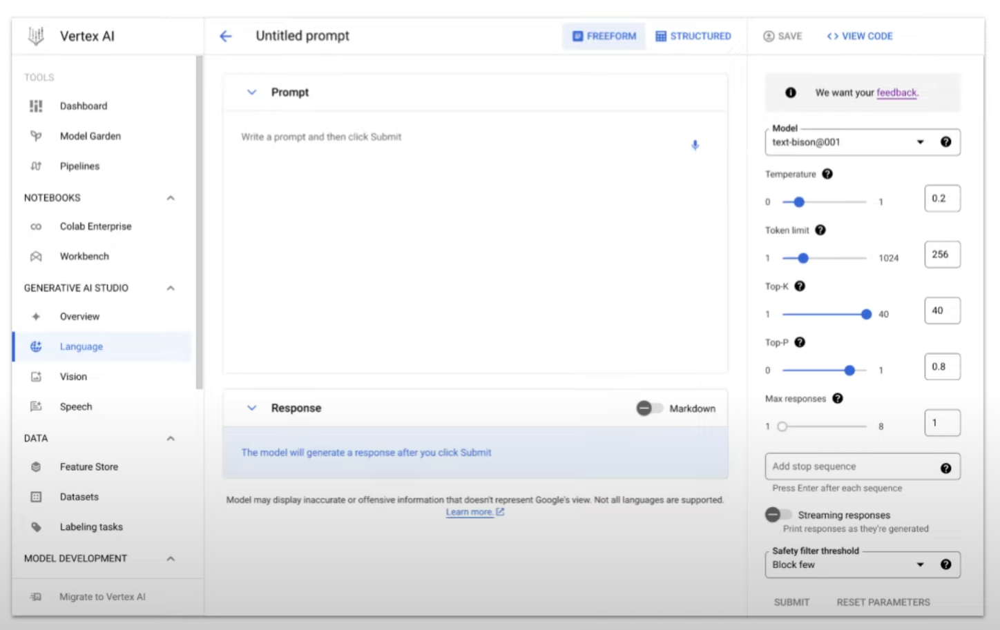 Vertex AI
TOOLS
Dashboard
Model Garden
Pipelines
NOTEBOOKS
Colab Enterprise
Workbench
GENERATIVE AI STUDIO
Overview
Language
Vision
Speech
DATA
Feature Store
Datasets
Labeling tasks
MODEL DEVELOPMENT
Migrate to Vertex AI
Untitled prompt
FREEFORM
STRUCTURED
SAVE
<> VIEW CODE
Prompt
Write a prompt and then click Submit
Response
Markdown
The model will generate a response after you click Submit
Model may display inaccurate or offensive information that doesn't represent Google's view. Not all languages are supported.
Learn more.
We want your feedback.
Model
text-bison@001
Temperature
0 1 0.2
Token limit
1 1024 256
Top-K
1 40 40
Top-P
0 1 0.8
Max responses
1 8 1
Add stop sequence
Press Enter after each sequence
Streaming responses
Print responses as they're generated
Safety filter threshold
Block few
SUBMIT RESET PARAMETERS